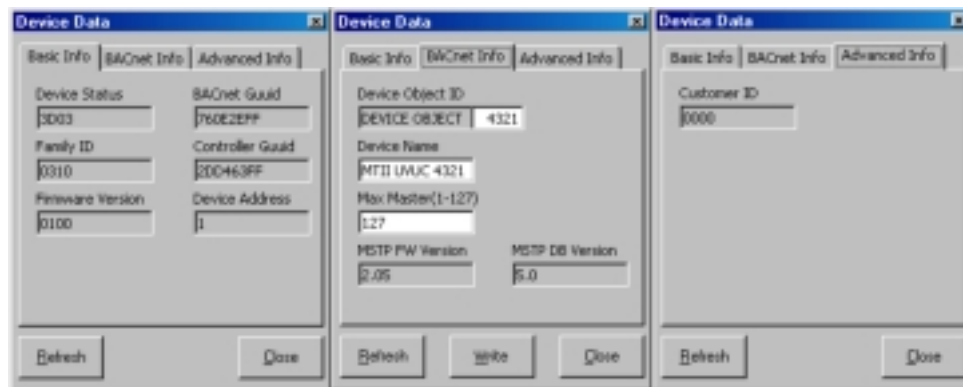 Device Data
Basic Info BACnet Info Advanced Info
Device Status BACnet Guuid
3D03 760E2EFF
Family ID Controller Guuid
0310 2DD463FF
Firmware Version Device Address
0100 1
Refresh Close
Device Data
Basic Info BACnet Info Advanced Info
Device Object ID
DEVICE OBJECT 4321
Device Name
MTII UVUC 4321
Max Master(1-127)
127
MSTP FW Version MSTP DB Version
2.05 5.0
Refresh Write Close
Device Data
Basic Info BACnet Info Advanced Info
Customer ID
0000
Refresh Close